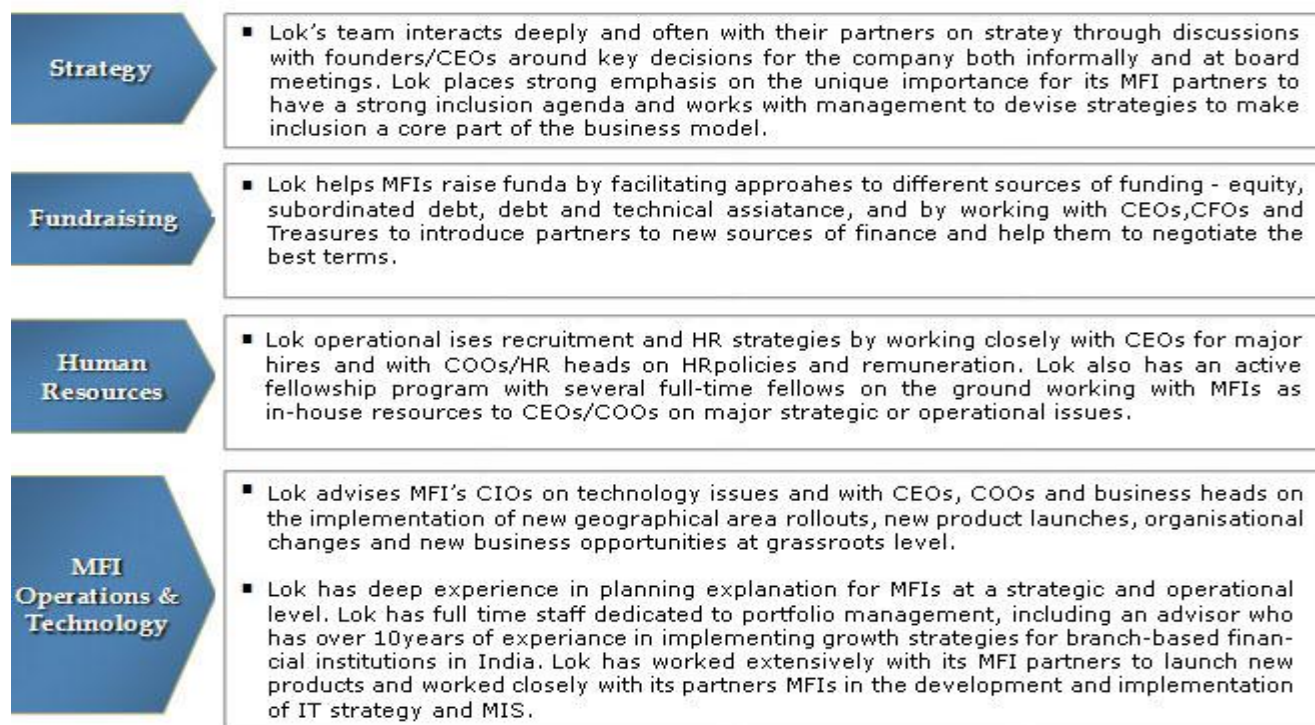 Strategy
▪ Lok's team interacts deeply and often with their partners on stratey through discussions
with founders/CEOs around key decisions for the company both informally and at board
meetings. Lok places strong emphasis on the unique importance for its MFI partners to
have a strong inclusion agenda and works with management to devise strategies to make
inclusion a core part of the business model.
Fundraising
▪ Lok helps MFIs raise funda by facilitating approahes to different sources of funding - equity,
subordinated debt, debt and technical assiatance, and by working with CEOs,CFOs and
Treasures to introduce partners to new sources of finance and help them to negotiate the
best terms.
Human
Resources
▪ Lok operational ises recruitment and HR strategies by working closely with CEOs for major
hires and with COOs/HR heads on HRpolicies and remuneration. Lok also has an active
fellowship program with several full-time fellows on the ground working with MFIs as
in-house resources to CEOs/COOs on major strategic or operational issues.
MFI
Operations &
Technology
▪ Lok advises MFI's CIOs on technology issues and with CEOs, COOs and business heads on
the implementation of new geographical area rollouts, new product launches, organisational
changes and new business opportunities at grassroots level.
▪ Lok has deep experience in planning explanation for MFIs at a strategic and operational
level. Lok has full time staff dedicated to portfolio management, including an advisor who
has over 10years of experiance in implementing growth strategies for branch-based finan-
cial institutions in India. Lok has worked extensively with its MFI partners to launch new
products and worked closely with its partners MFIs in the development and implementation
of IT strategy and MIS.